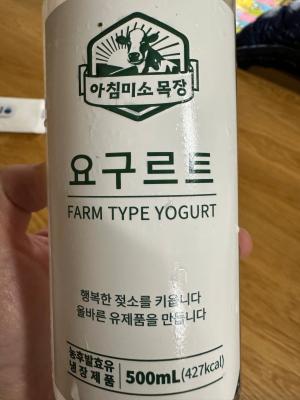 아침미소목장
요구르트
FARM TYPE YOGURT
행복한 젖소를 키웁니다
올바른 유제품을 만듭니다
농후발효유
냉장제품
500mL(427kcal)